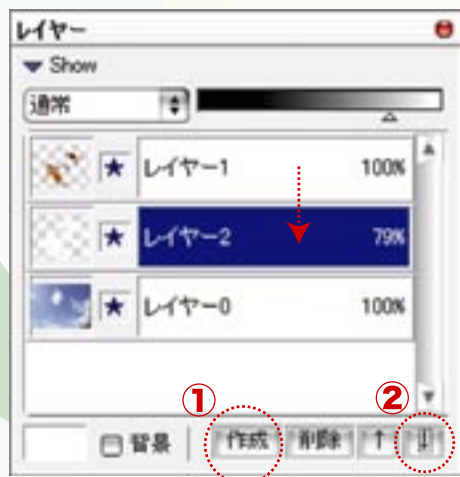 レイヤー
Show
通常
レイヤー1 100%
レイヤー2 79%
レイヤー0 100%
① ②
背景 作成 削除 ↑ ↓